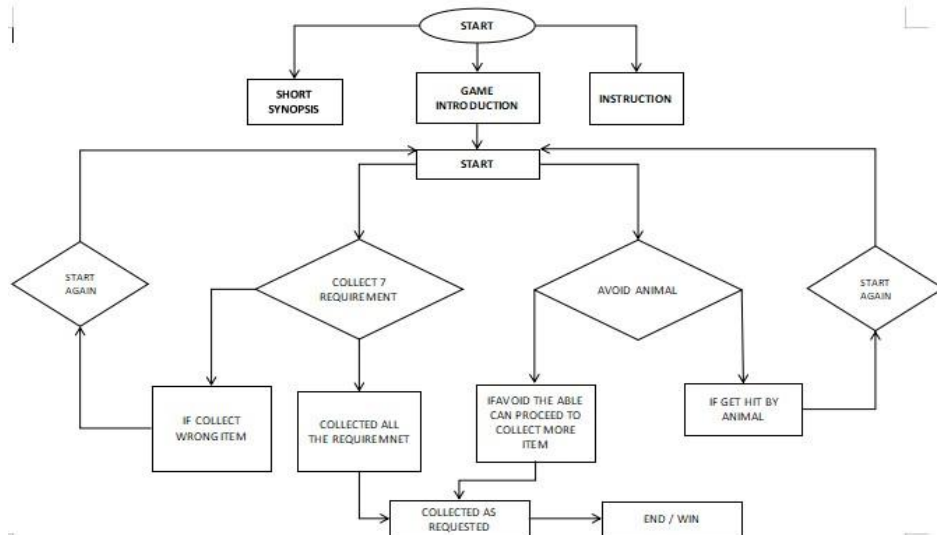 START
SHORT
SYNOPSIS
GAME
INTRODUCTION
INSTRUCTION
START
START
AGAIN
COLLECT 7
REQUIREMENT
AVOID ANIMAL
START
AGAIN
IF COLLECT
WRONG ITEM
COLLECTED ALL
THE REQUIREMNET
IFAVOID THE ABLE
CAN PROCEED TO
COLLECT MORE
ITEM
IF GET HIT BY
ANIMAL
COLLECTED AS
REQUESTED
END / WIN